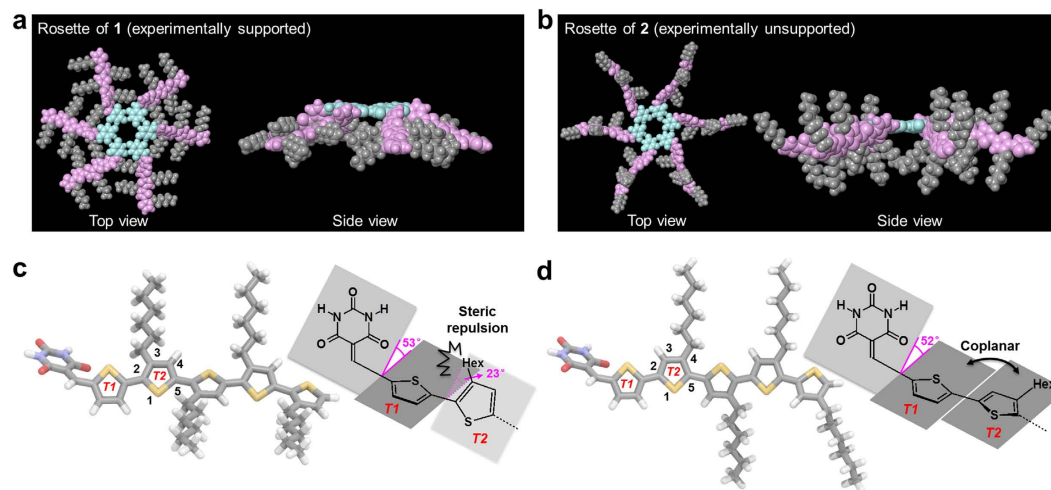 a
Rosette of 1 (experimentally supported)
Top view
Side view
b
Rosette of 2 (experimentally unsupported)
Top view
Side view
c
T1
2
3
4
T2
1
5
O
H
N
N
H
O
O
53°
Steric
repulsion
Hex
23°
S
T1
S
T2
d
T1
2
3
4
T2
1
5
O
H
N
N
H
O
O
52°
Coplanar
Hex
S
T1
S
T2